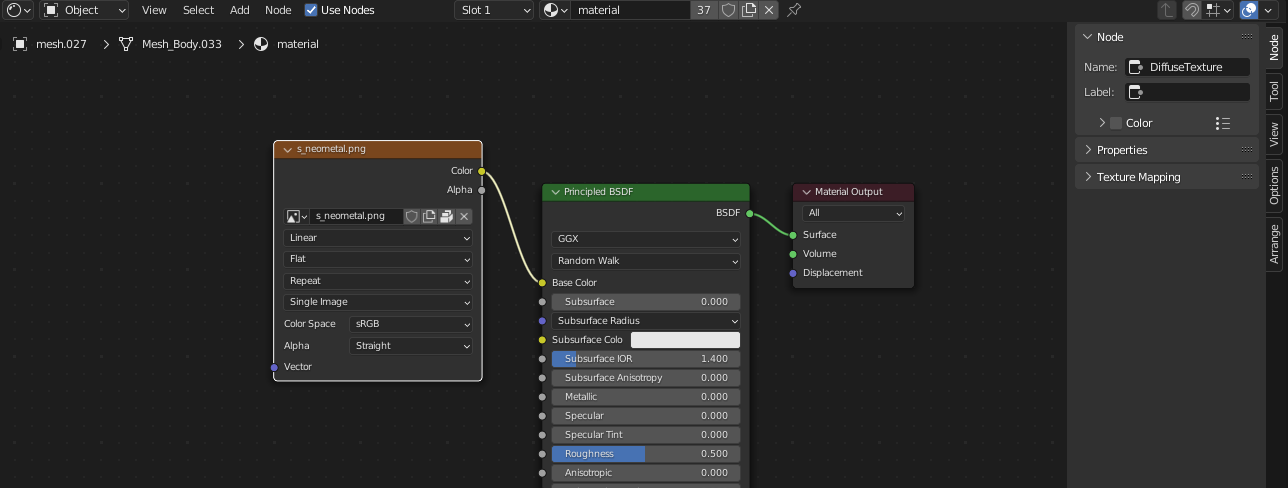 Object View Select Add Node Use Nodes Slot 1 material 37
mesh.027 > Mesh_Body.033 > material
s_neometal.png
Color
Alpha
s_neometal.png
Linear
Flat
Repeat
Single Image
Color Space sRGB
Alpha Straight
Vector
Principled BSDF
BSDF
GGX
Random Walk
Base Color
Subsurface 0.000
Subsurface Radius
Subsurface Colo
Subsurface IOR 1.400
Subsurface Anisotropy 0.000
Metallic 0.000
Specular 0.000
Specular Tint 0.000
Roughness 0.500
Anisotropic 0.000
Material Output
All
Surface
Volume
Displacement
Node
Name: DiffuseTexture
Label:
Color
Properties
Texture Mapping
Node
Tool
View
Options
Arrange